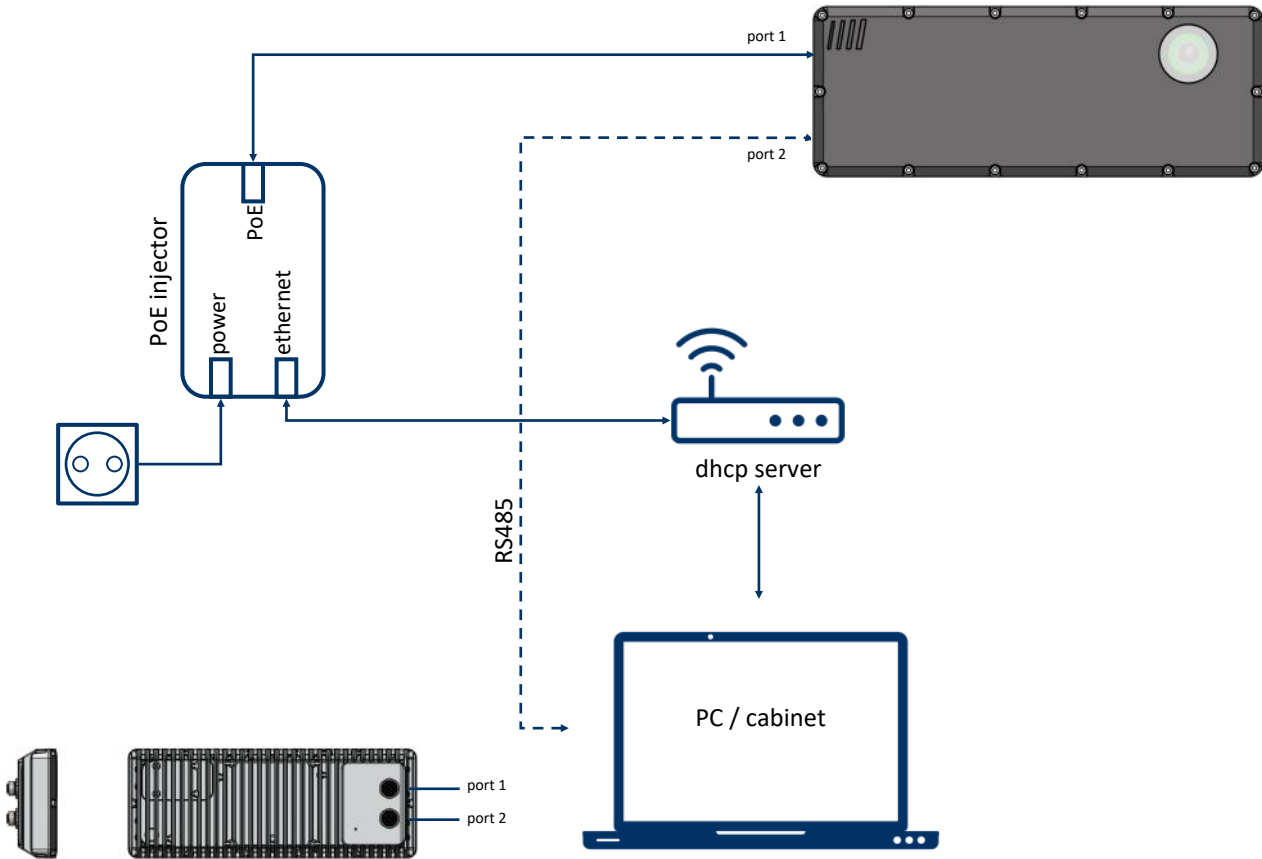 port 1
port 2
PoE injector
PoE
power
ethernet
dhcp server
RS485
PC / cabinet
port 1
port 2